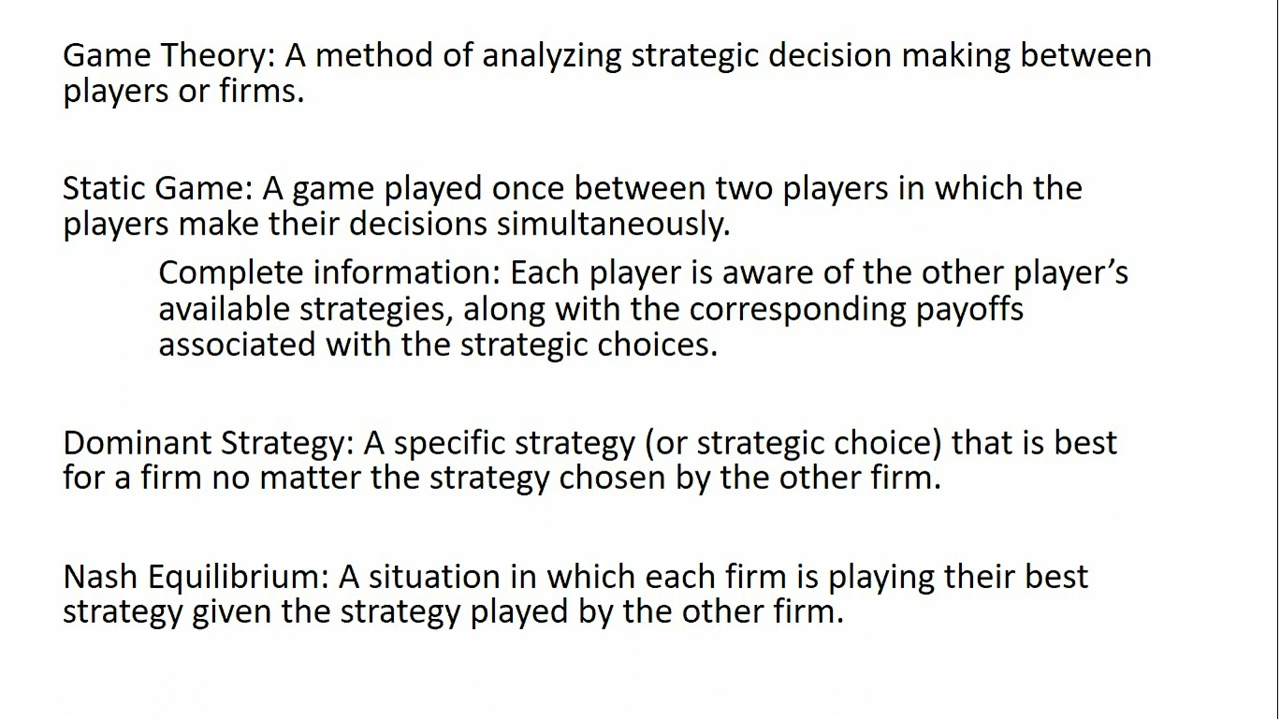 Game Theory: A method of analyzing strategic decision making between
players or firms.
Static Game: A game played once between two players in which the
players make their decisions simultaneously.
Complete information: Each player is aware of the other player’s
available strategies, along with the corresponding payoffs
associated with the strategic choices.
Dominant Strategy: A specific strategy (or strategic choice) that is best
for a firm no matter the strategy chosen by the other firm.
Nash Equilibrium: A situation in which each firm is playing their best
strategy given the strategy played by the other firm.